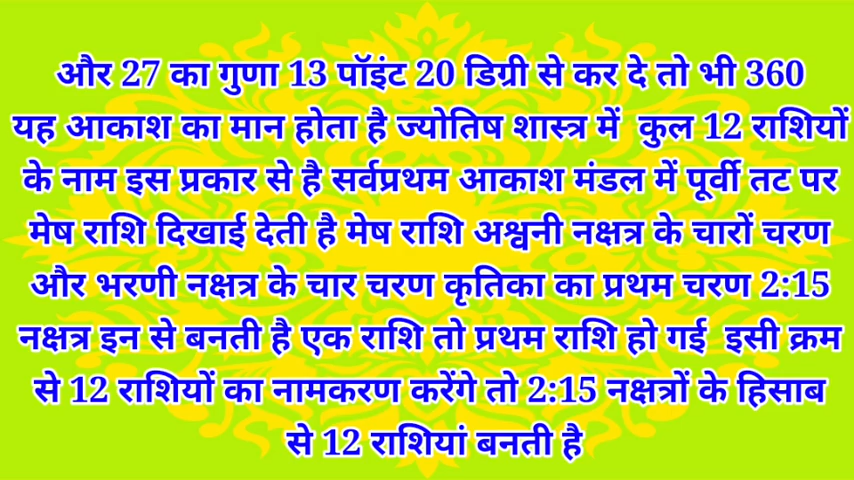 और 27 का गुणा 13 पॉइंट 20 डिग्री से कर दे तो भी 360
यह आकाश का मान होता है ज्योतिष शास्त्र में कुल 12 राशियों
के नाम इस प्रकार से है सर्वप्रथम आकाश मंडल में पूर्वी तट पर
मेष राशि दिखाई देती है मेष राशि अश्वनी नक्षत्र के चारों चरण
और भरणी नक्षत्र के चार चरण कृतिका का प्रथम चरण 2:15
नक्षत्र इन से बनती है एक राशि तो प्रथम राशि हो गई इसी क्रम
से 12 राशियों का नामकरण करेंगे तो 2:15 नक्षत्रों के हिसाब
से 12 राशियां बनती है